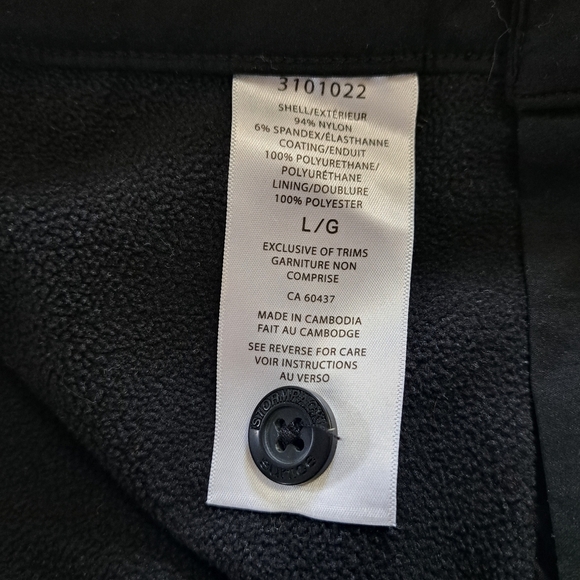 3101022
SHELL/EXTÉRIEUR
94% NYLON
6% SPANDEX/ÉLASTHANNE
COATING/ENDUIT
100% POLYURETHANE/
POLYURÉTHANE
LINING/DOUBLURE
100% POLYESTER
L/G
EXCLUSIVE OF TRIMS
GARNITURE NON
COMPRISE
CA 60437
MADE IN CAMBODIA
FAIT AU CAMBODGE
SEE REVERSE FOR CARE
VOIR INSTRUCTIONS
AU VERSO